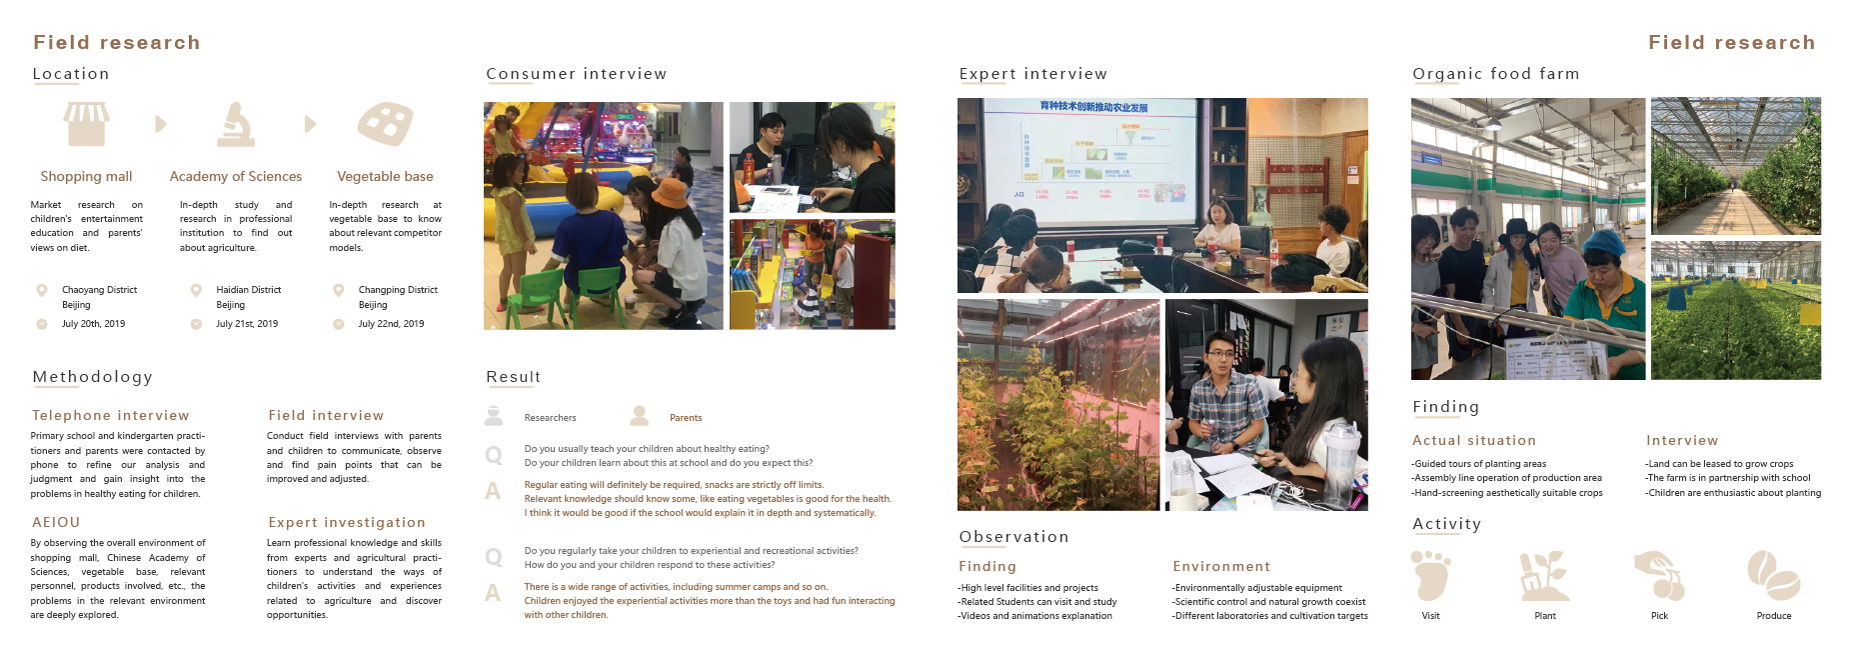 Field research
Location
Shopping mall
Market research on
children's entertainment
education and parents'
views on diet.
Chaoyang District
Beijing
July 20th, 2019
Academy of Sciences
In-depth study and
research in professional
institution to find out
about agriculture.
Haidian District
Beijing
July 21st, 2019
Vegetable base
In-depth research at
vegetable base to know
about relevant competitor
models.
Changping District
Beijing
July 22nd, 2019
Methodology
Telephone interview
Primary school and kindergarten practi-
tioners and parents were contacted by
phone to refine our analysis and
judgment and gain insight into the
problems in healthy eating for children.
Field interview
Conduct field interviews with parents
and children to communicate, observe
and find pain points that can be
improved and adjusted.
AEIOU
By observing the overall environment of
shopping mall, Chinese Academy of
Sciences, vegetable base, relevant
personnel, products involved, etc., the
problems in the relevant environment
are deeply explored.
Expert investigation
Learn professional knowledge and skills
from experts and agricultural practi-
tioners to understand the ways of
children's activities and experiences
related to agriculture and discover
opportunities.
Consumer interview
Result
Researchers
Parents
Q
Do you usually teach your children about healthy eating?
Do your children learn about this at school and do you expect this?
A
Regular eating will definitely be required, snacks are strictly off limits.
Relevant knowledge should know some, like eating vegetables is good for the health.
I think it would be good if the school would explain it in depth and systematically.
Q
Do you regularly take your children to experiential and recreational activities?
How do you and your children respond to these activities?
A
There is a wide range of activities, including summer camps and so on.
Children enjoyed the experiential activities more than the toys and had fun interacting
with other children.
Expert interview
育种技术创新推动农业发展
人口
Observation
Finding
-High level facilities and projects
-Related Students can visit and study
-Videos and animations explanation
Environment
-Environmentally adjustable equipment
-Scientific control and natural growth coexist
-Different laboratories and cultivation targets
Field research
Organic food farm
Finding
Actual situation
-Guided tours of planting areas
-Assembly line operation of production area
-Hand-screening aesthetically suitable crops
Interview
-Land can be leased to grow crops
-The farm is in partnership with school
-Children are enthusiastic about planting
Activity
Visit
Plant
Pick
Produce